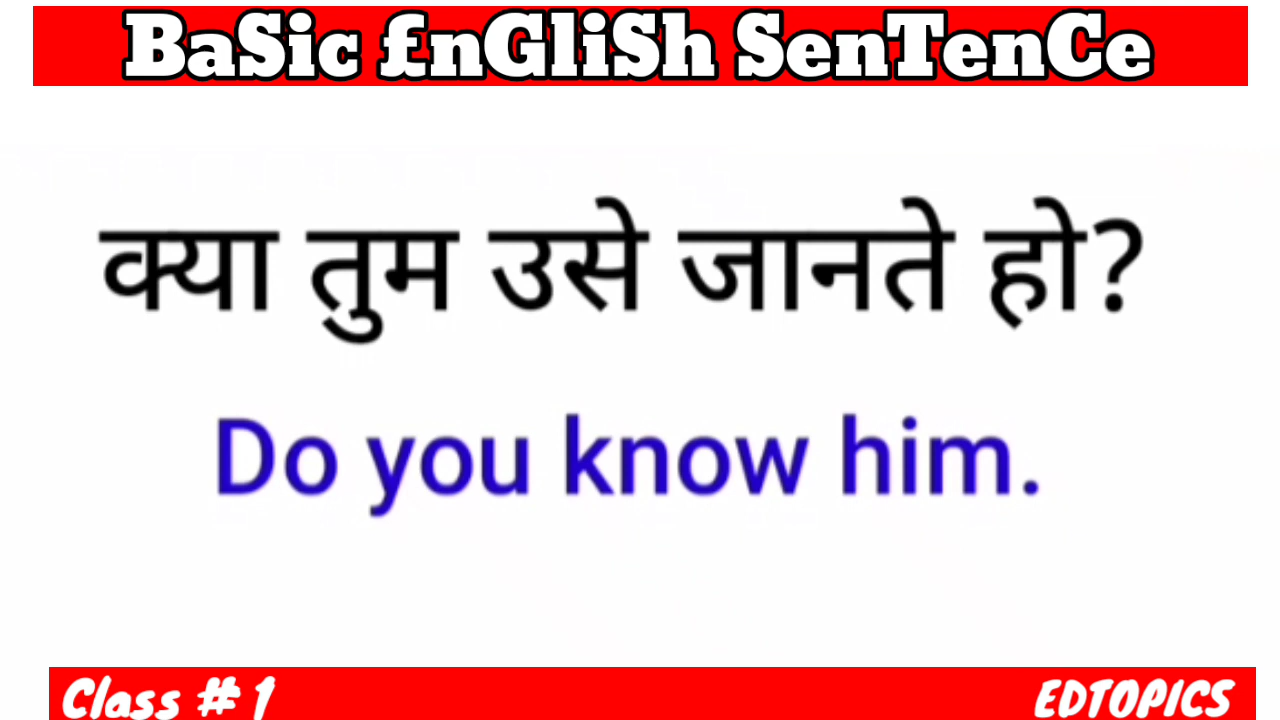 BaSic £nGliSh SenTenCe
क्या तुम उसे जानते हो?
Do you know him.
Class # 1
EDTOPICS